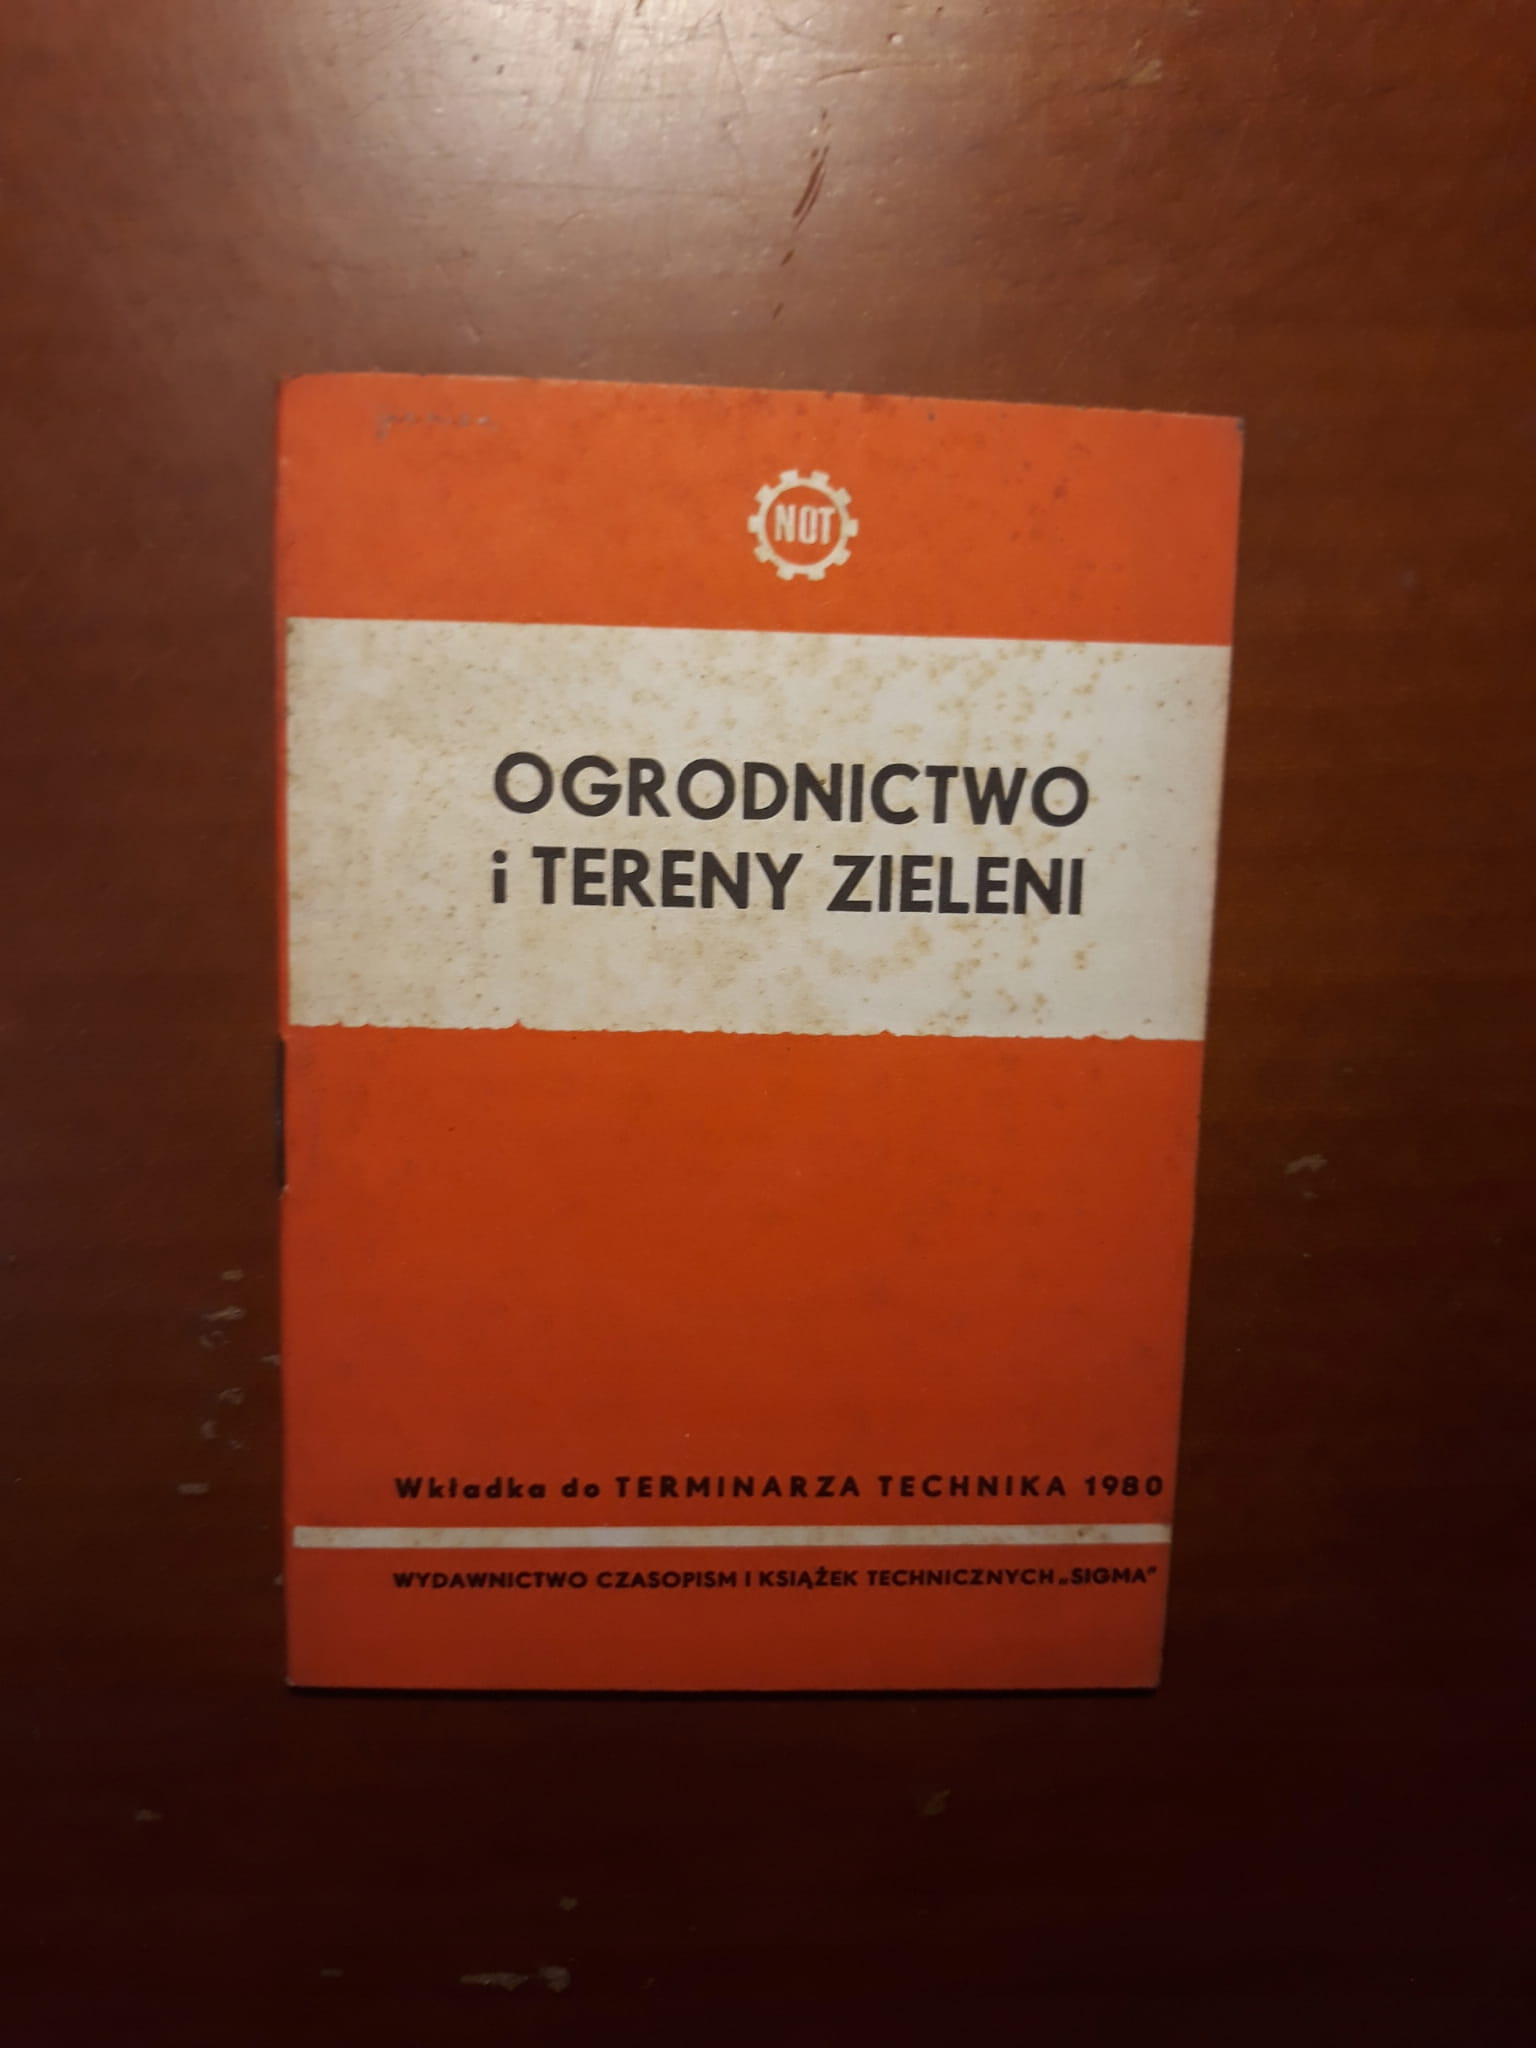 NOT
OGRODNICTWO
i TERENY ZIELENI
Wkładka do TERMINARZA TECHNIKA 1980
WYDAWNICTWO CZASOPISM I KSIĄŻEK TECHNICZNYCH „SIGMA”